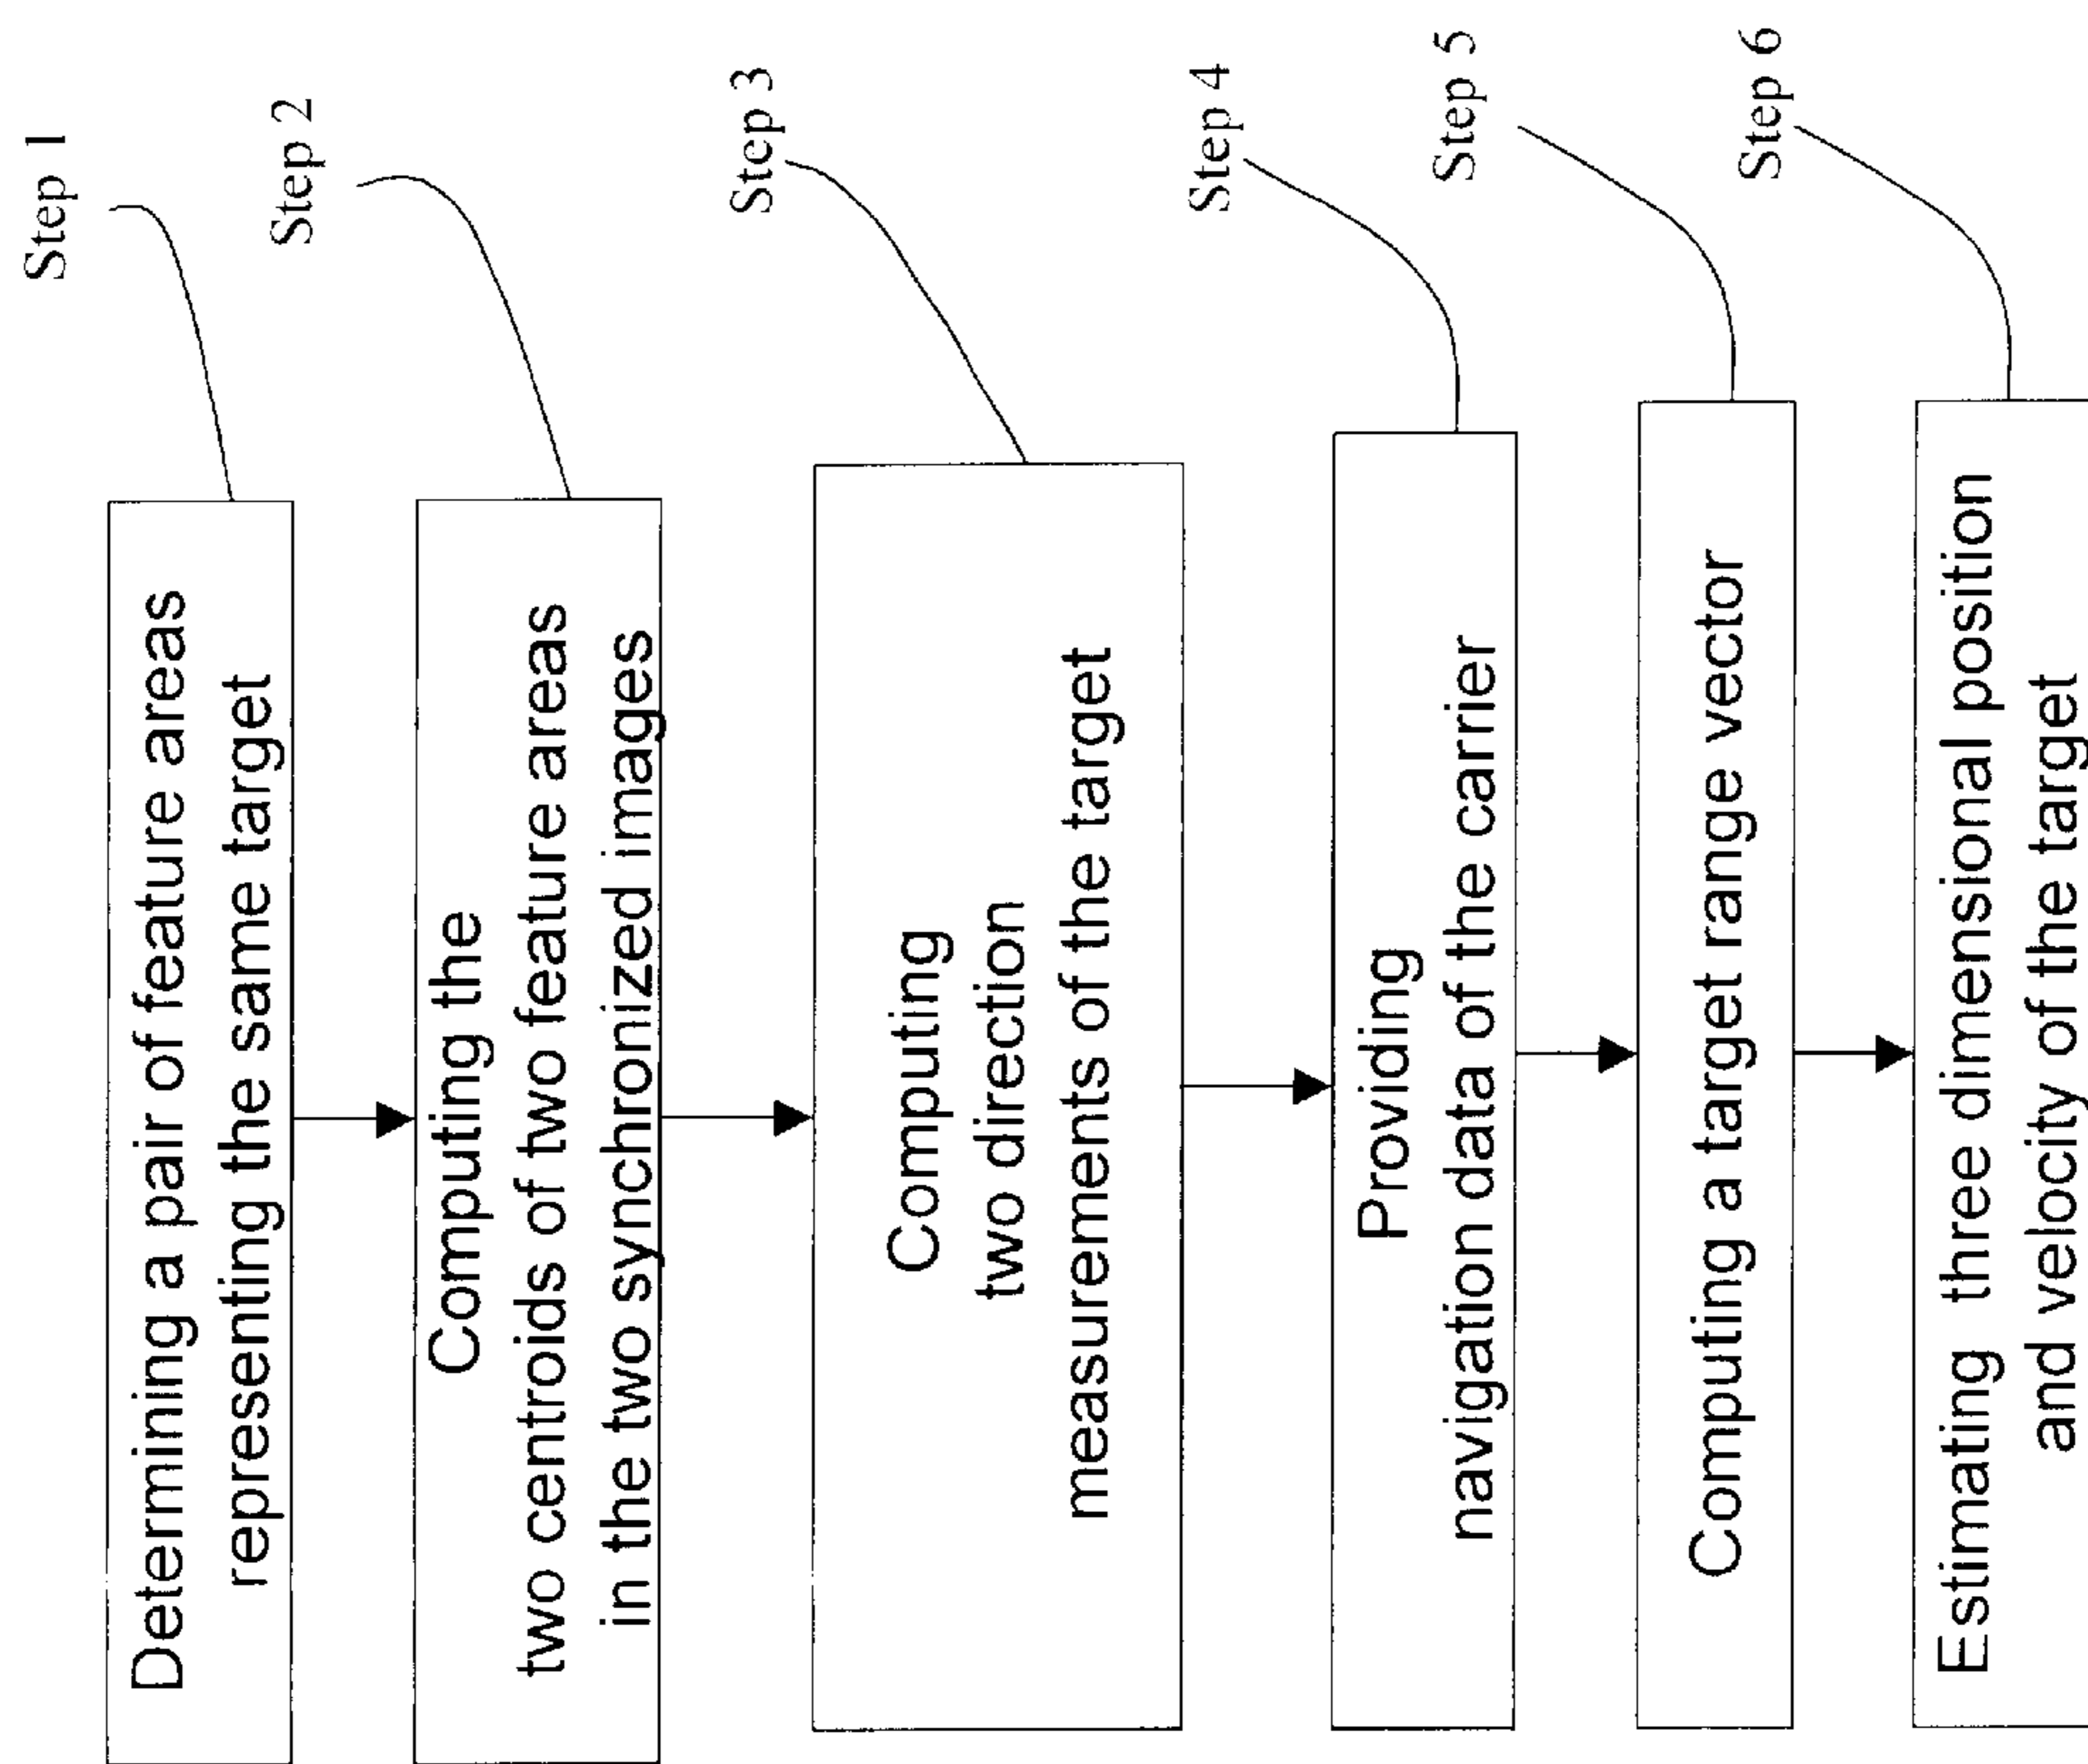 Step 1
Determining a pair of feature areas
representing the same target
Step 2
Computing the
two centroids of two feature areas
in the two synchronized images
Step 3
Computing
two direction
measurements of the target
Step 4
Providing
navigation data of the carrier
Step 5
Computing a target range vector
Step 6
Estimating three dimensional position
and velocity of the target